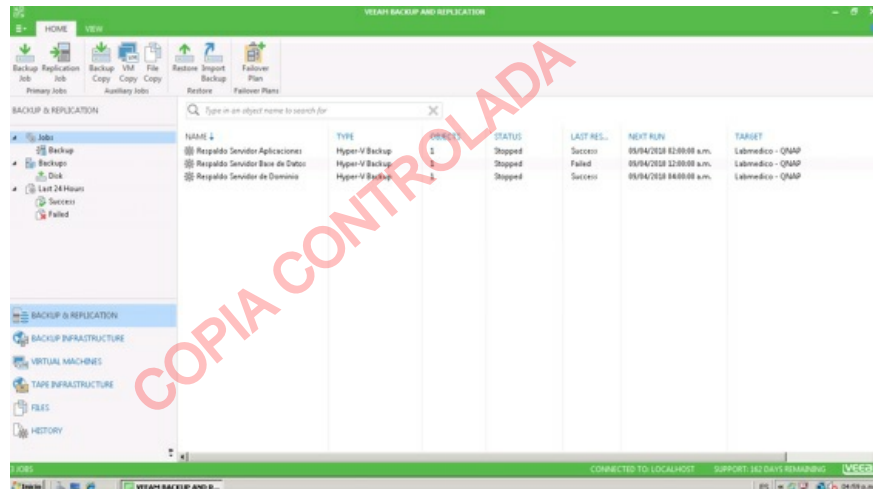 VEEAM BACKUP AND REPLICATION
HOME VIEW
Backup Replication Backup VM File Restore Import Failover
Job Job Copy Copy Copy Backup Plan
Primary Jobs Auxiliary Jobs Restore Failover Plans
BACKUP & REPLICATION
Type in an object name to search for
Jobs
Backup
Backups
Disk
Last 24 Hours
Success
Failed
NAME TYPE OBJECTS STATUS LAST RES... NEXT RUN TARGET
Respaldo Servidor Aplicaciones Hyper-V Backup 1 Stopped Success 09/04/2018 02:00:00 a.m. Labmedico - QNAP
Respaldo Servidor Base de Datos Hyper-V Backup Stopped Failed 09/04/2018 12:00:00 a.m. Labmedico - QNAP
Respaldo Servidor de Dominio Hyper-V Backup 1 Stopped Success 09/04/2018 04:00:00 a.m. Labmedico - QNAP
BACKUP & REPLICATION
BACKUP INFRASTRUCTURE
VIRTUAL MACHINES
TAPE INFRASTRUCTURE
FILES
HISTORY
COPIA CONTROLADA
3 JOBS CONNECTED TO: LOCALHOST SUPPORT: 162 DAYS REMAINING VEEA
Inicio VEEAM BACKUP AND R... ES